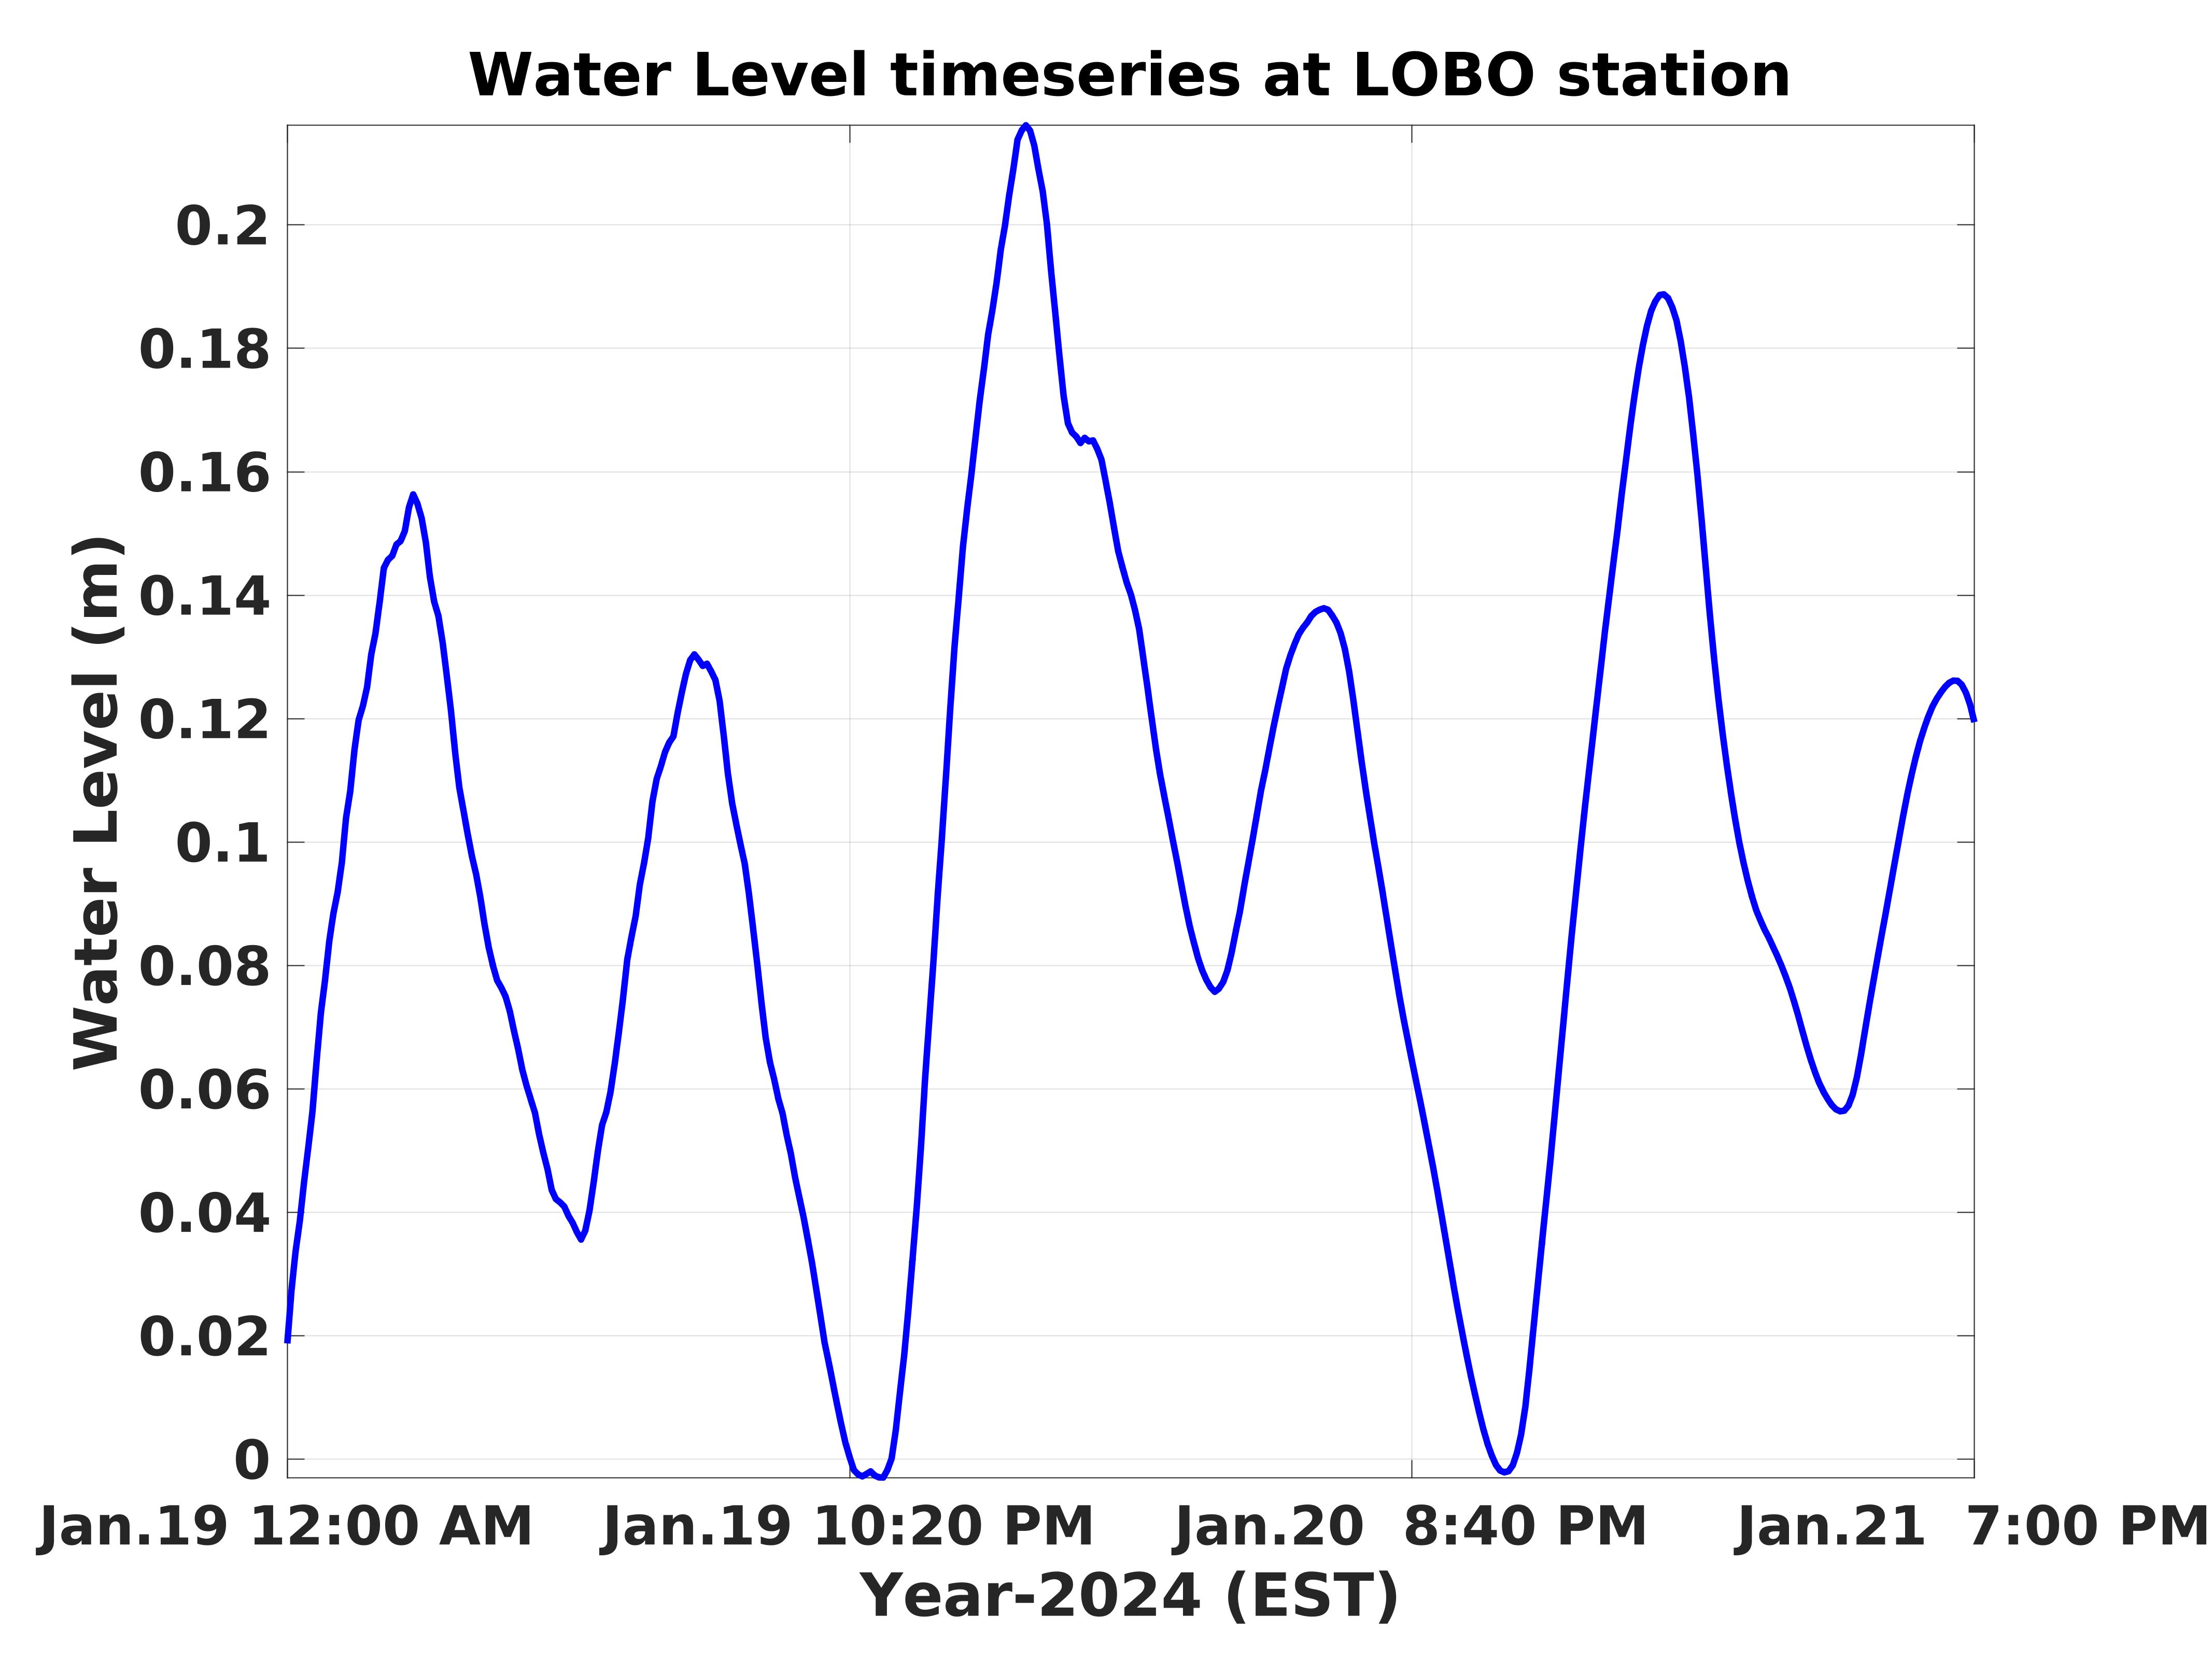 Water Level timeseries at LOBO station
Water Level (m)
0.2
0.18
0.16
0.14
0.12
0.1
0.08
0.06
0.04
0.02
0
Jan.19 12:00 AM Jan.19 10:20 PM Jan.20 8:40 PM Jan.21 7:00 PM
Year-2024 (EST)